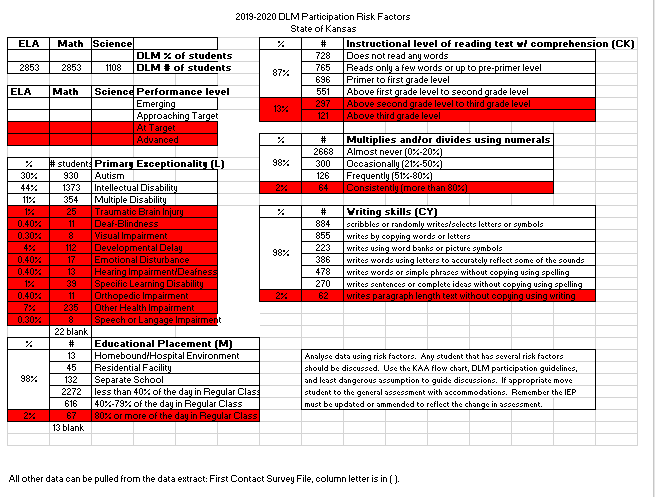 2019-2020 DLM Participation Risk Factors
State of Kansas
ELA Math Science
DLM % of students
2853 2853 1108 DLM # of students
ELA Math Science Performance level
Emerging
Approaching Target
At Target
Advanced
% # students Primary Exceptionality (L)
30% 930 Autism
44% 1373 Intellectual Disability
11% 354 Multiple Disability
1% 25 Traumatic Brain Injury
0.40% 11 Deaf-Blindness
0.30% Visual Impairment
4% 112 Developmental Delay
0.40% 17 Emotional Disturbance
0.40% 13 Hearing Impairment/Deafness
1% 39 Specific Learning Disability
0.40% 11 Orthopedic Impairment
7% 235 Other Health Impairment
0.30% Speech or Langage Impairment
22 blank
% # Educational Placement (M)
13 Homebound/Hospital Environment
45 Residential Facility
98% 132 Separate School
2272 less than 40% of the day in Regular Class
616 40%-79% of the day in Regular Class
2% 67 80% or more of the day in Regular Class
13 blank
% # Instructional level of reading text w/ comprehension (CK)
728 Does not read any words
87% 765 Reads only a few words or up to pre-primer level
696 Primer to first grade level
551 Above first grade level to second grade level
13% 297 Above second grade level to third grade level
121 Above third grade level
% # Multiplies and/or divides using numerals
2668 Almost never (0%-20%)
98% 300 Occasionally (21%-50%)
126 Frequently (51%-80%)
2% 64 Consistently (more than 80%)
% # Writing skills (CY)
884 scribbles or randomly writes/selects letters or symbols
855 writes by copying words or letters
98% 223 writes using word banks or picture symbols
386 writes words using letters to accurately reflect some of the sounds
478 writes words or simple phrases without copying using spelling
270 writes sentences or complete ideas without copying using spelling
2% 62 writes paragraph length text without copying using writing
Analyse data using risk factors. Any student that has several risk factors
should be discussed. Use the KAA flow chart, DLM participation guidelines,
and least dangerous assumption to guide discussions. If appropriate move
student to the general assessment with accommodations. Remember the IEP
must be updated or ammended to reflect the change in assessment.
All other data can be pulled from the data extract: First Contact Survey File, column letter is in ( ).